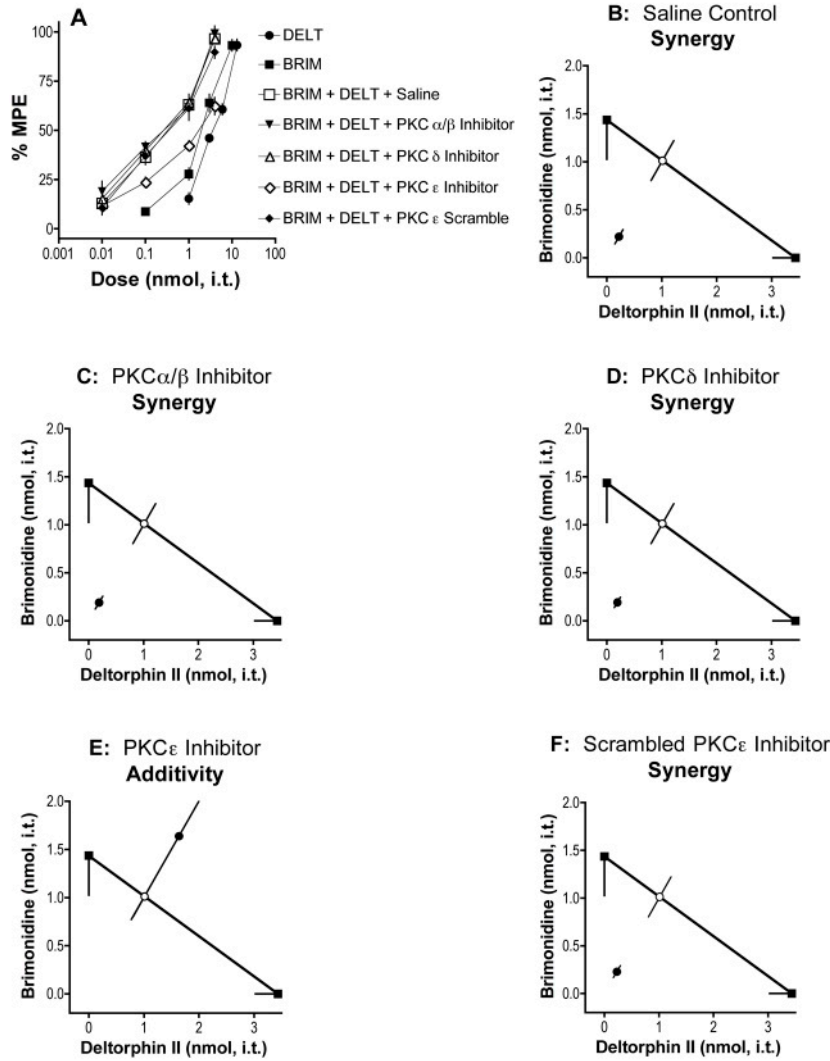 A
100
75
50
25
0
% MPE
0.001 0.01 0.1 1 10 100
Dose (nmol, i.t.)
DELT
BRIM
BRIM + DELT + Saline
BRIM + DELT + PKC α/β Inhibitor
BRIM + DELT + PKC δ Inhibitor
BRIM + DELT + PKC ε Inhibitor
BRIM + DELT + PKC ε Scramble
B: Saline Control
Synergy
2.0
1.5
1.0
0.5
0.0
Brimonidine (nmol, i.t.)
0 1 2 3
Deltorphin II (nmol, i.t.)
C: PKCα/β Inhibitor
Synergy
2.0
1.5
1.0
0.5
0.0
Brimonidine (nmol, i.t.)
0 1 2 3
Deltorphin II (nmol, i.t.)
D: PKCδ Inhibitor
Synergy
2.0
1.5
1.0
0.5
0.0
Brimonidine (nmol, i.t.)
0 1 2 3
Deltorphin II (nmol, i.t.)
E: PKCε Inhibitor
Additivity
2.0
1.5
1.0
0.5
0.0
Brimonidine (nmol, i.t.)
0 1 2 3
Deltorphin II (nmol, i.t.)
F: Scrambled PKCε Inhibitor
Synergy
2.0
1.5
1.0
0.5
0.0
Brimonidine (nmol, i.t.)
0 1 2 3
Deltorphin II (nmol, i.t.)